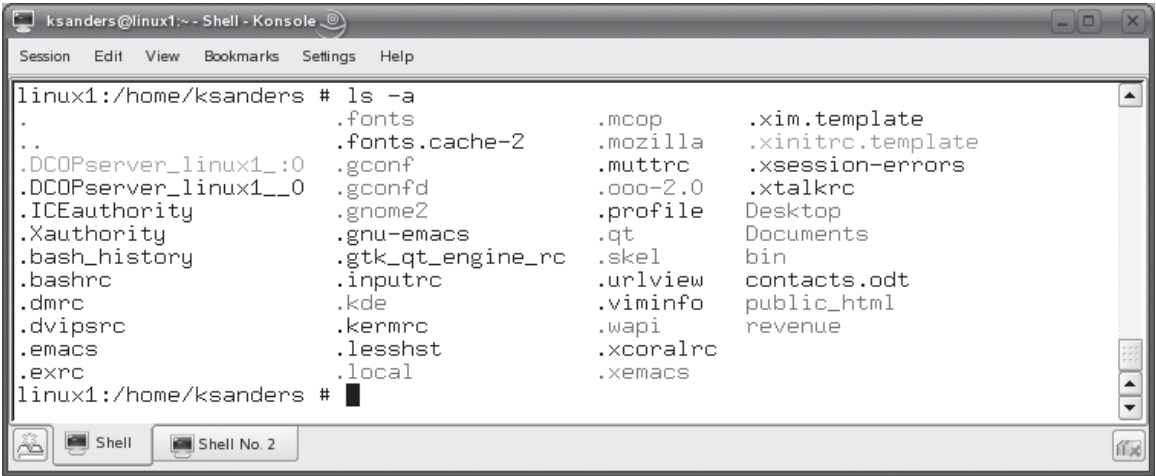 ksanders@linux1:~ - Shell - Konsole
Session Edit View Bookmarks Settings Help
linux1:/home/ksanders # ls -a
. .fonts .mcop .xim.template
.. .fonts.cache-2 .mozilla .xinitrc.template
.DCOPserver_linux1_:0 .gconf .muttrc .xsession-errors
.DCOPserver_linux1__0 .gconfd .ooo-2.0 .xtalkrc
.ICEauthority .gnome2 .profile Desktop
.Xauthority .gnu-emacs .qt Documents
.bash_history .gtk_qt_engine_rc .skel bin
.bashrc .inputrc .urlview contacts.odt
.dmrc .kde .viminfo public_html
.dvipsrc .kermrc .wapi revenue
.emacs .lesshst .xcoralrc
.exrc .local .xemacs
linux1:/home/ksanders #
Shell Shell No. 2